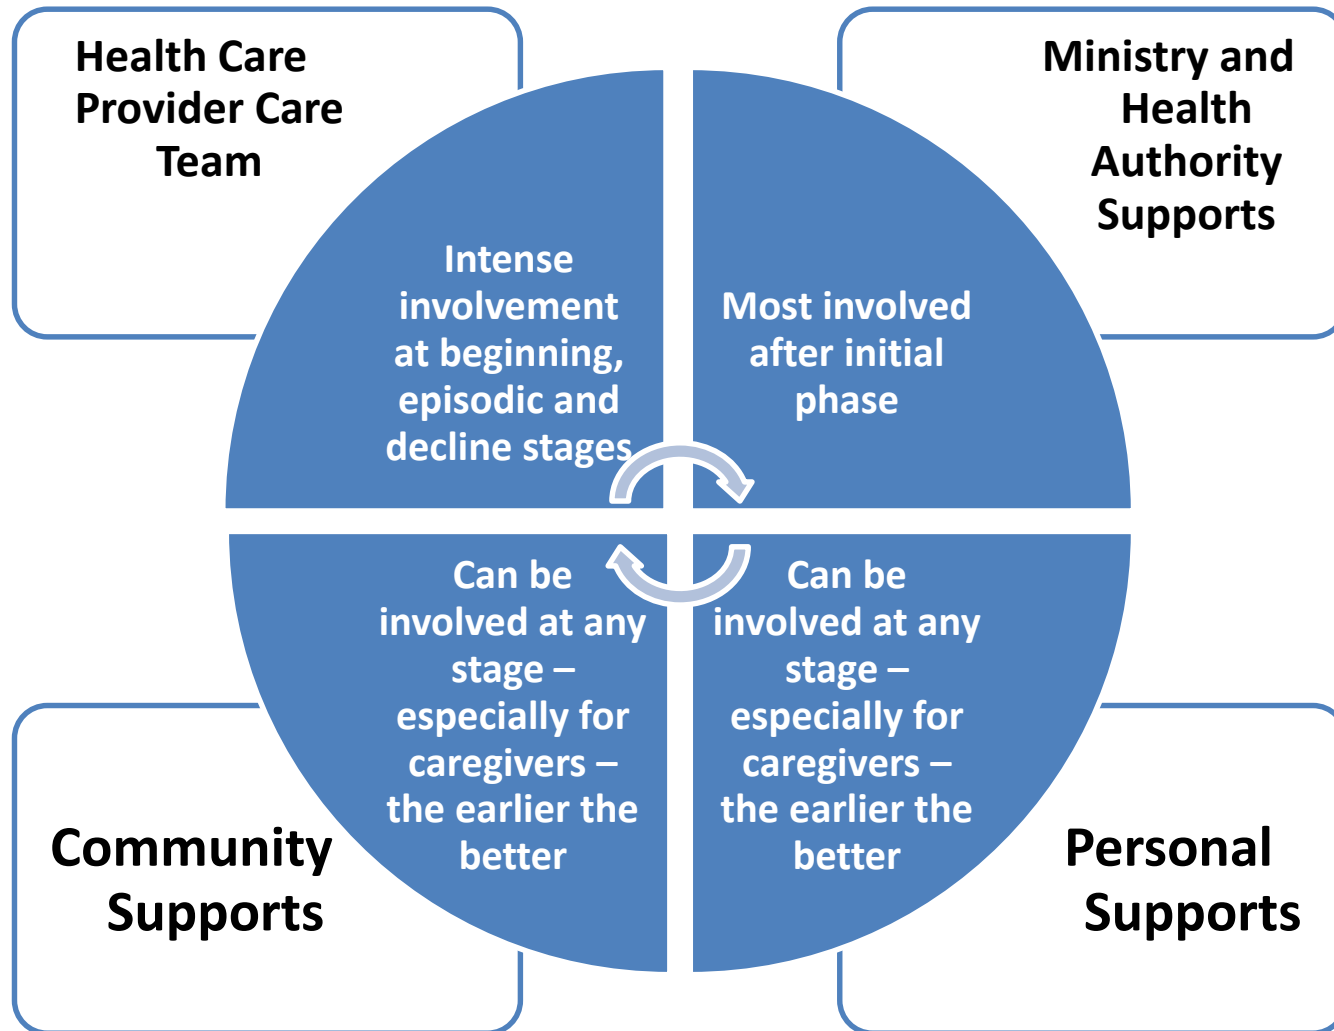 Health Care
Provider Care
Team
Ministry and
Health
Authority
Supports
Intense
involvement
at beginning,
episodic and
decline stages
Most involved
after initial
phase
Can be
involved at any
stage –
especially for
caregivers –
the earlier the
better
Can be
involved at any
stage –
especially for
caregivers –
the earlier the
better
Community
Supports
Personal
Supports